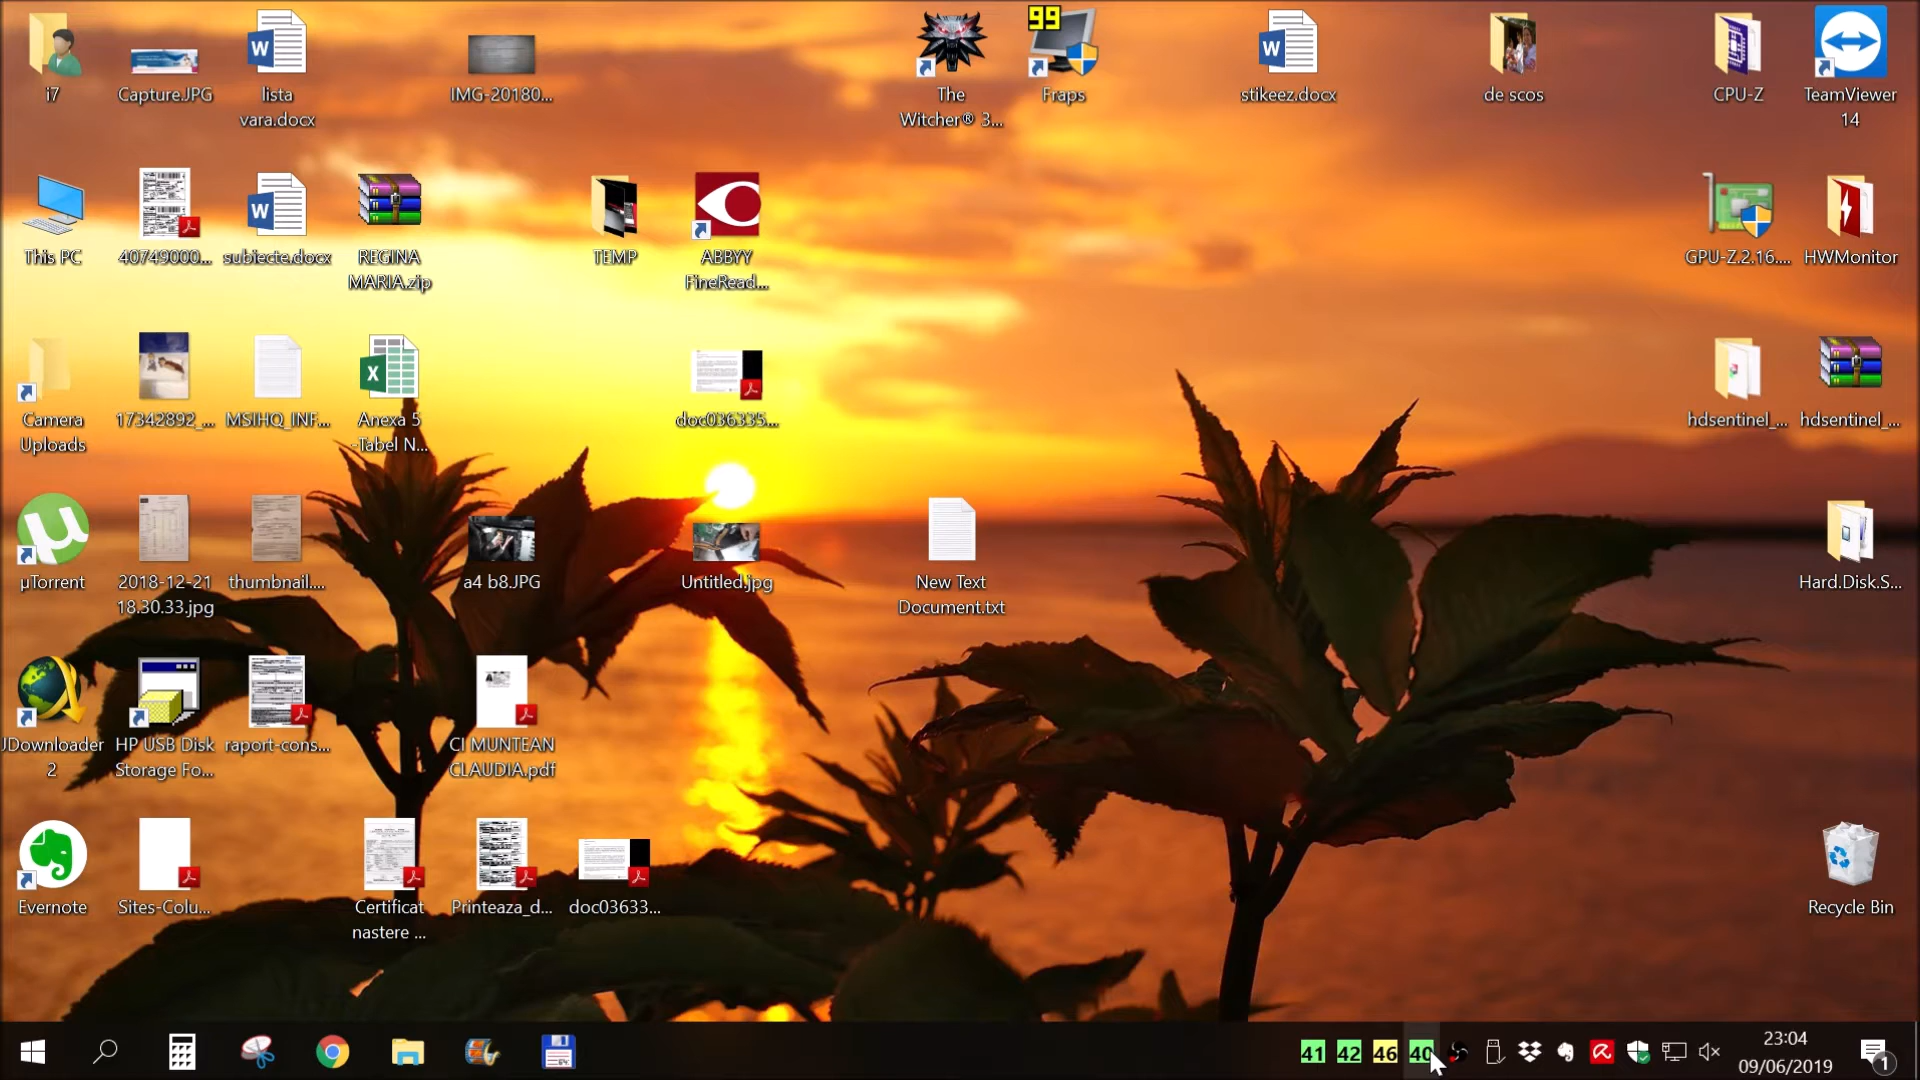 i7
Capture.JPG
lista
vara.docx
IMG-20180...
The
Witcher® 3...
99
Fraps
stikeez.docx
de scos
CPU-Z
TeamViewer
14
This PC
40749000...
subiecte.docx
REGINA
MARIA.zip
TEMP
ABBYY
FineRead...
GPU-Z.2.16....
HWMonitor
Camera
Uploads
17342892_...
MSIHQ_INF...
Anexa 5
-Tabel N...
doc036335...
hdsentinel_...
hdsentinel_...
µTorrent
2018-12-21
18.30.33.jpg
thumbnail....
a4 b8.JPG
Untitled.jpg
New Text
Document.txt
Hard.Disk.S...
JDownloader
2
HP USB Disk
Storage Fo...
raport-cons...
CI MUNTEAN
CLAUDIA.pdf
Evernote
Sites-Colu...
Certificat
nastere ...
Printeaza_d...
doc03633...
Recycle Bin
41 42 46 40
23:04
09/06/2019
1